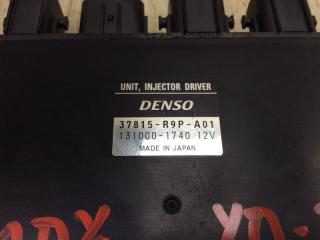 UNIT, INJECTOR DRIVER
DENSO
37815-R9P-A01
131000-1740 12V
MADE IN JAPAN